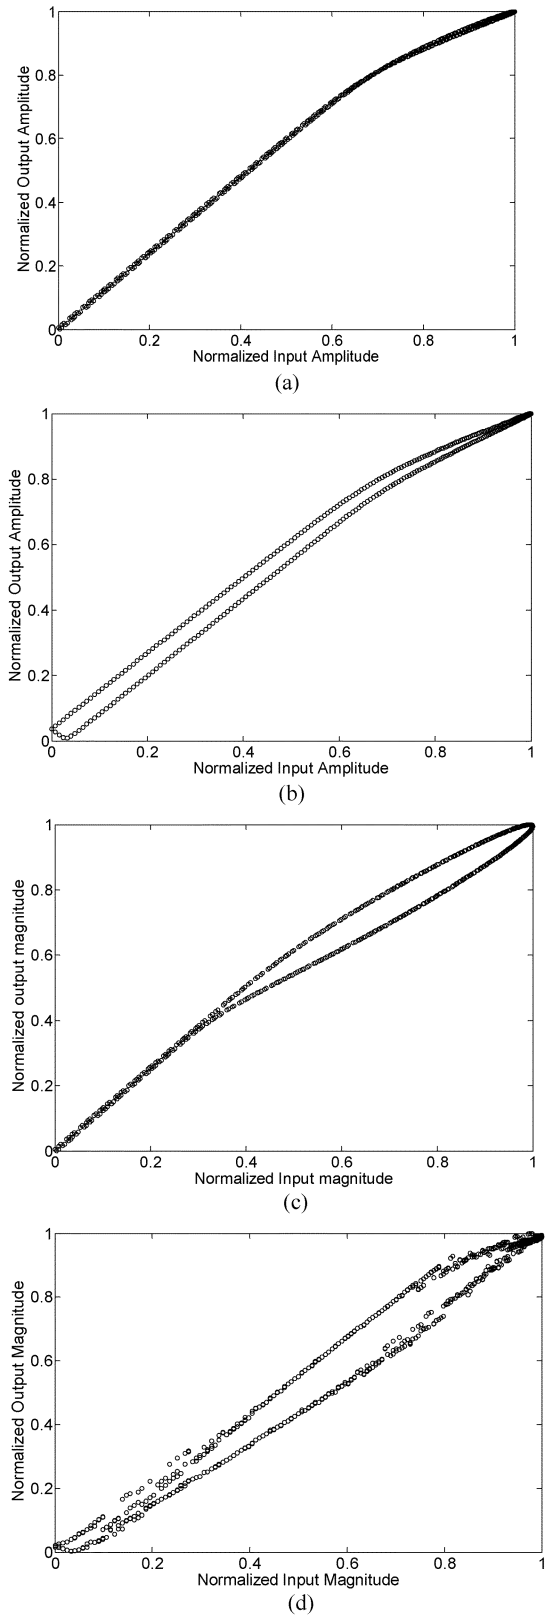 1
0.8
0.6
0.4
0.2
0
Normalized Output Amplitude
0 0.2 0.4 0.6 0.8 1
Normalized Input Amplitude
(a)
1
0.8
0.6
0.4
0.2
0
Normalized Output Amplitude
0 0.2 0.4 0.6 0.8 1
Normalized Input Amplitude
(b)
1
0.8
0.6
0.4
0.2
0
Normalized output magnitude
0 0.2 0.4 0.6 0.8 1
Normalized Input magnitude
(c)
1
0.8
0.6
0.4
0.2
0
Normalized Output Magnitude
0 0.2 0.4 0.6 0.8 1
Normalized Input Magnitude
(d)